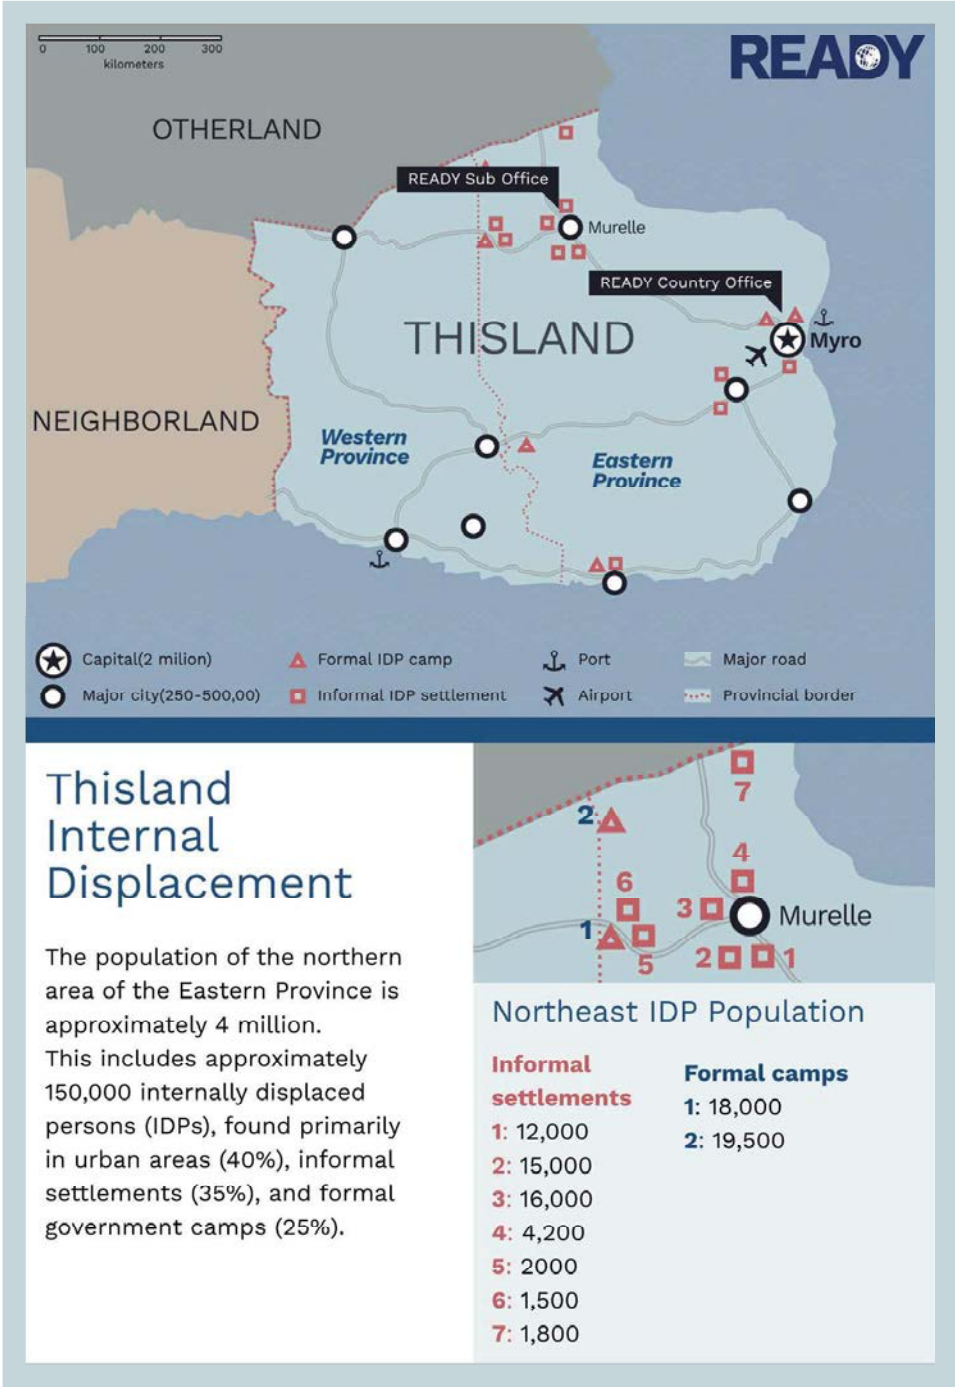 0 100 200 300
kilometers
READY
OTHERLAND
READY Sub Office
Murelle
READY Country Office
THISLAND
Myro
NEIGHBORLAND
Western
Province
Eastern
Province
Capital(2 milion)
Formal IDP camp
Port
Major road
Major city(250-500,00)
Informal IDP settlement
Airport
Provincial border
Thisland
Internal
Displacement
The population of the northern
area of the Eastern Province is
approximately 4 million.
This includes approximately
150,000 internally displaced
persons (IDPs), found primarily
in urban areas (40%), informal
settlements (35%), and formal
government camps (25%).
7
2
4
6
3
Murelle
1
5
2
1
Northeast IDP Population
Informal
settlements
1: 12,000
2: 15,000
3: 16,000
4: 4,200
5: 2000
6: 1,500
7: 1,800
Formal camps
1: 18,000
2: 19,500